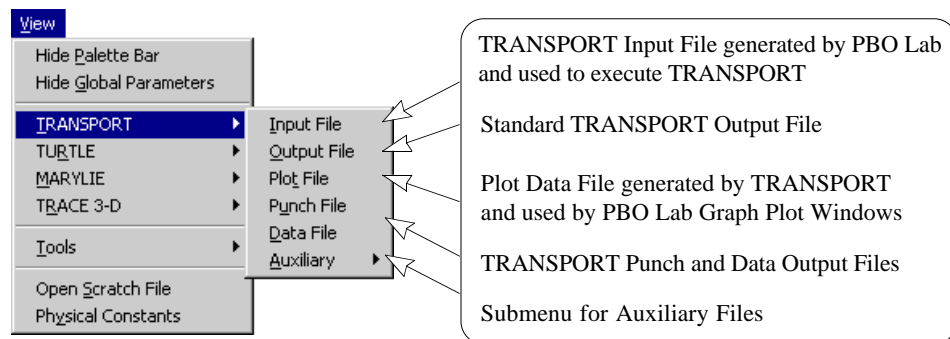 View
Hide Palette Bar
Hide Global Parameters
TRANSPORT
TURTLE
MARYLIE
TRACE 3-D
Tools
Open Scratch File
Physical Constants
Input File
Output File
Plot File
Punch File
Data File
Auxiliary
TRANSPORT Input File generated by PBO Lab
and used to execute TRANSPORT
Standard TRANSPORT Output File
Plot Data File generated by TRANSPORT
and used by PBO Lab Graph Plot Windows
TRANSPORT Punch and Data Output Files
Submenu for Auxiliary Files